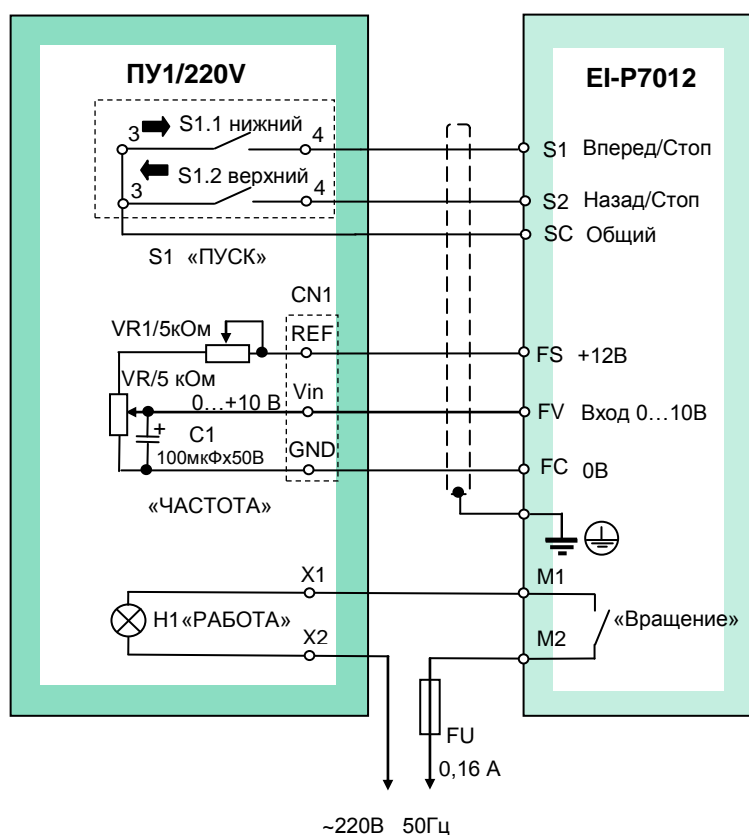 ПУ1/220V
EI-P7012
3 S1.1 нижний 4
S1 Вперед/Стоп
3 S1.2 верхний 4
S2 Назад/Стоп
SC Общий
S1 «ПУСК»
CN1
VR1/5кОм
REF
FS +12В
VR/5 кОм
0…+10 В
Vin
FV Вход 0…10В
+
C1
100мкФх50В
GND
FC 0В
«ЧАСТОТА»
X1
M1
H1«РАБОТА»
«Вращение»
X2
M2
FU
0,16 А
~220В 50Гц